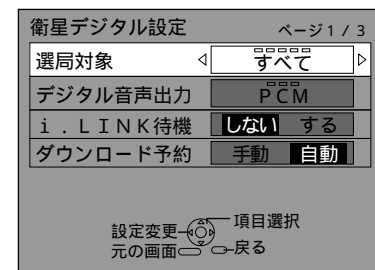 衛星デジタル設定 ページ1/3
選局対象 すべて
デジタル音声出力 PCM
i.LINK待機 しない する
ダウンロード予約 手動 自動
設定変更 項目選択
元の画面 戻る